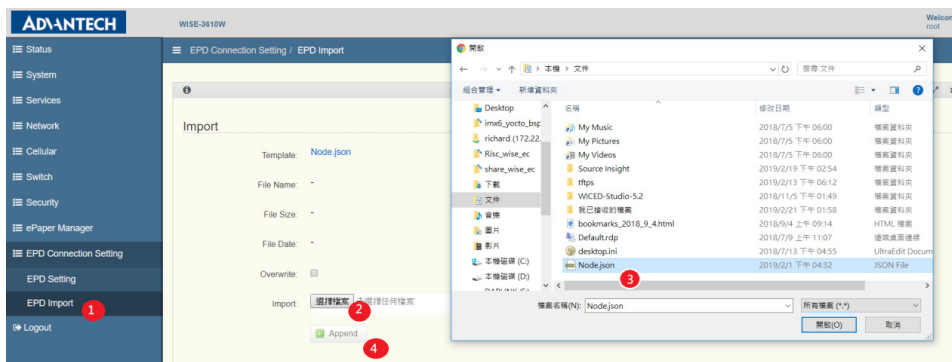 ADVANTECH
WISE-3610W
Welcon
root
Status
System
Services
Network
Cellular
Switch
Security
ePaper Manager
EPD Connection Setting
EPD Setting
EPD Import
1
Logout
EPD Connection Setting / EPD Import
Import
Template: Node.json
File Name: -
File Size: -
File Date: -
Overwrite:
Import: 選擇檔案 未選擇任何檔案
2
Append
4
開啟
本機 > 文件
搜尋 文件
組合管理 新增資料夾
Desktop
imx6_yocto_bsp
richard (172.22.
Risc_wise_ec
share_wise_ec
下載
文件
音樂
圖片
影片
本機磁碟 (C:)
本機磁碟 (D:)
名稱 修改日期 類型
My Music 2018/7/5 下午 06:00 檔案資料夾
My Pictures 2018/7/5 下午 06:00 檔案資料夾
My Videos 2018/7/5 下午 06:00 檔案資料夾
Source Insight 2019/2/19 下午 02:54 檔案資料夾
tftps 2019/2/13 下午 06:12 檔案資料夾
WICED-Studio-5.2 2018/11/5 下午 01:49 檔案資料夾
我已接收的檔案 2019/2/21 下午 01:58 檔案資料夾
bookmarks_2018_9_4.html 2018/9/4 上午 09:14 HTML 檔案
Default.rdp 2018/7/9 上午 11:07 遠端桌面連線
desktop.ini 2018/7/13 下午 04:55 UltraEdit Docum
Node.json 2019/2/1 下午 04:32 JSON File
3
檔案名稱(N): Node.json 所有檔案 (*.*)
開啟(O) 取消